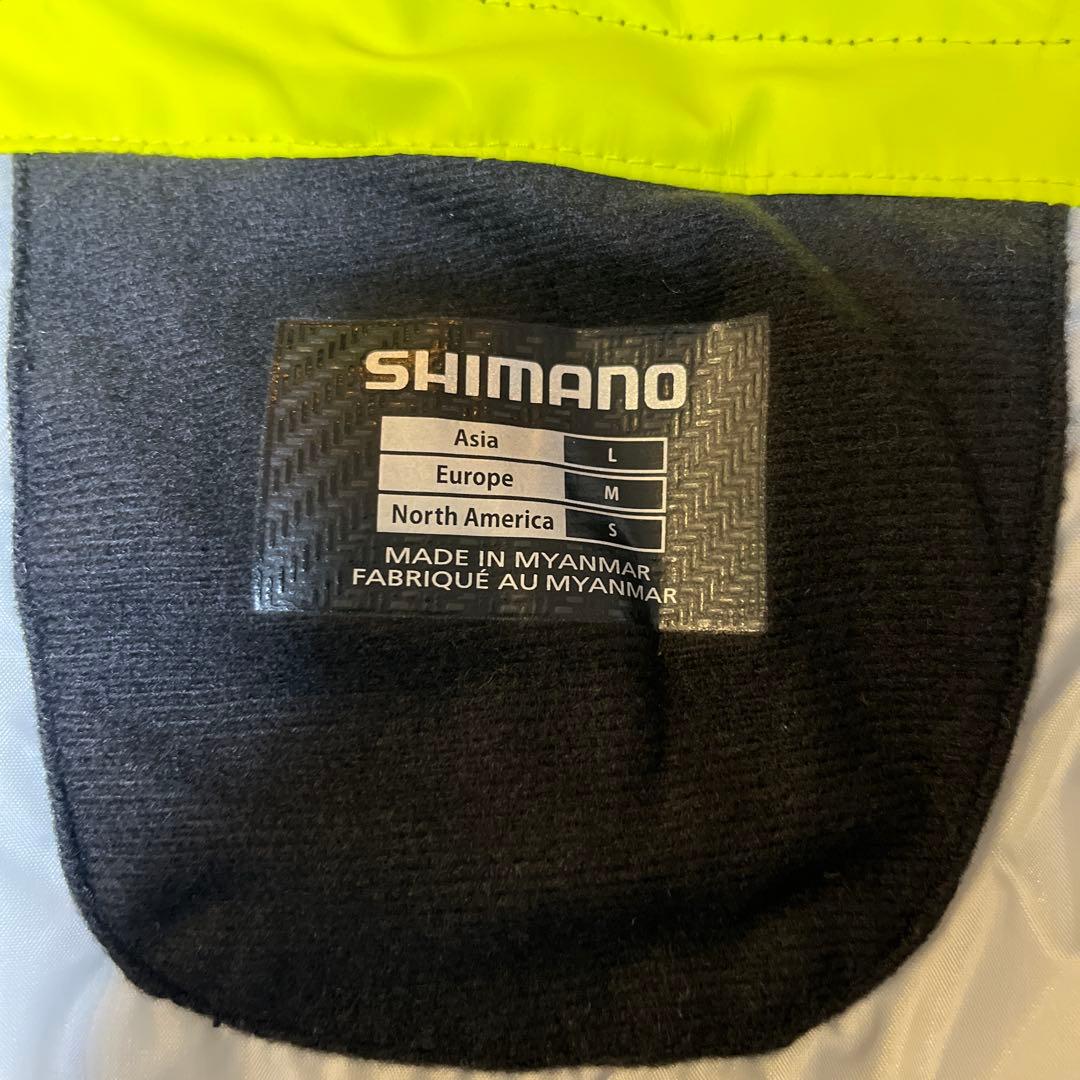 SHIMANO
Asia L
Europe M
North America S
MADE IN MYANMAR
FABRIQUÉ AU MYANMAR